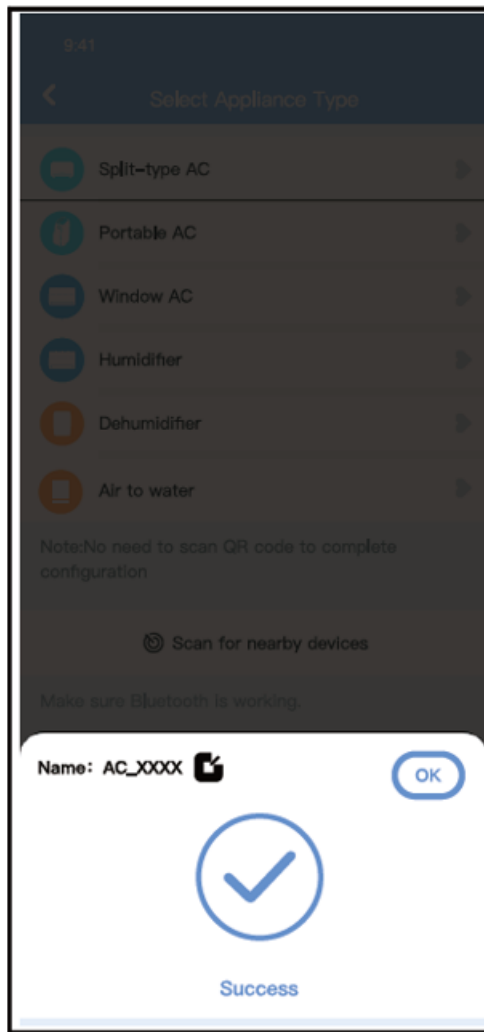 9:41
Select Appliance Type
Split-type AC
Portable AC
Window AC
Humidifier
Dehumidifier
Air to water
Note:No need to scan QR code to complete
configuration
Scan for nearby devices
Make sure Bluetooth is working.
Name: AC_XXXX
OK
Success